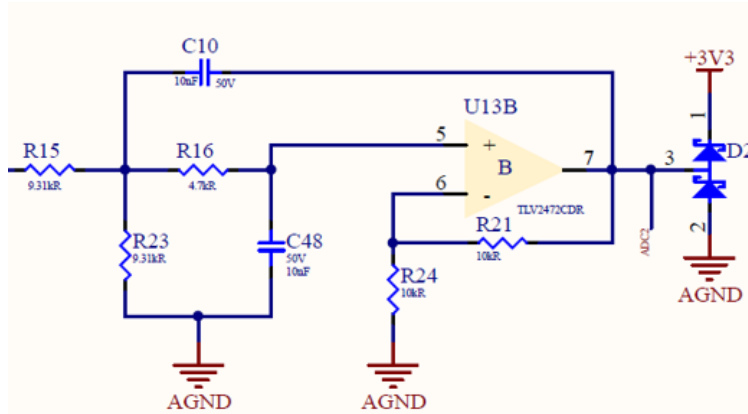 C10
10nF
50V
+3V3
U13B
1
R15
9.31kR
R16
4.7kR
5
+
B
7
3
D2
6
-
TLV2472CDR
R23
9.31kR
C48
50V
10nF
R21
10kR
ADC2
2
R24
10kR
AGND
AGND
AGND